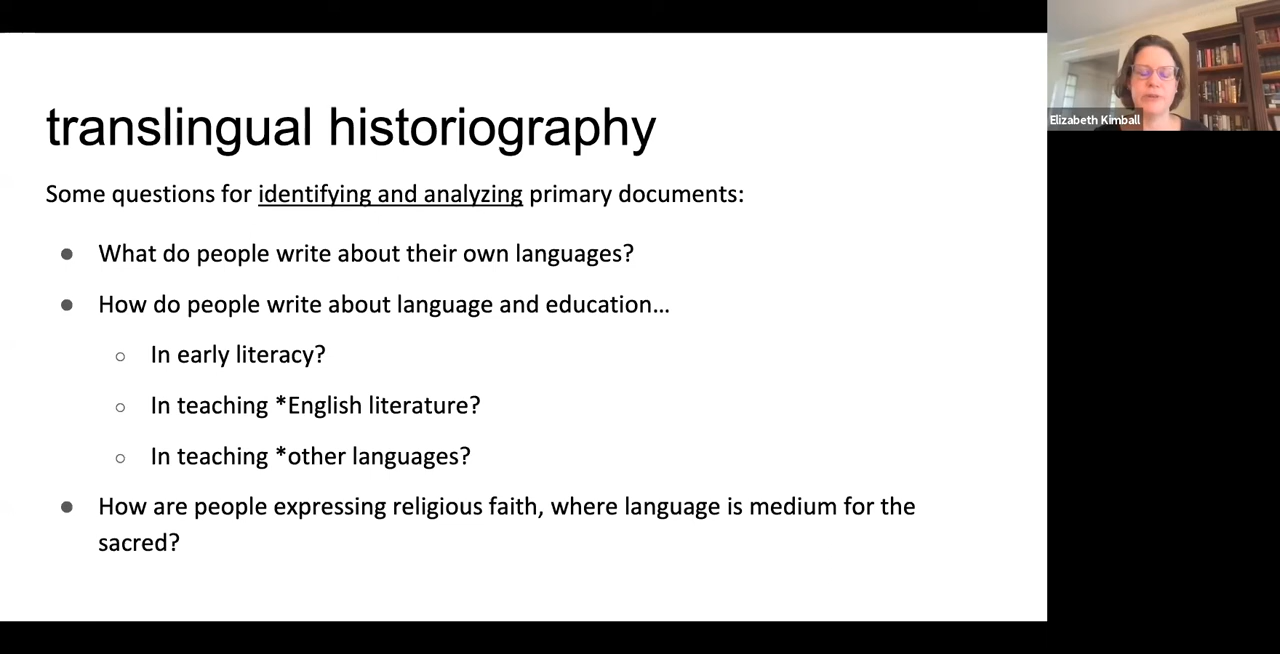 translingual historiography
Some questions for identifying and analyzing primary documents:
● What do people write about their own languages?
● How do people write about language and education…
○ In early literacy?
○ In teaching *English literature?
○ In teaching *other languages?
● How are people expressing religious faith, where language is medium for the
sacred?
Elizabeth Kimball